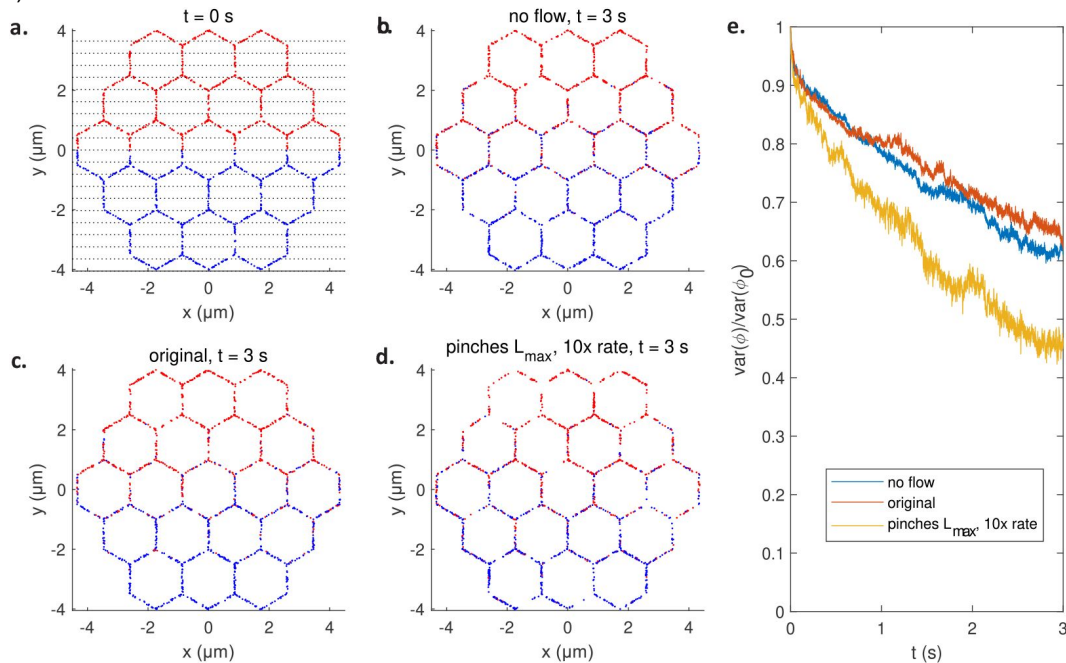 a.
t = 0 s
4
2
0
-2
-4
y (µm)
-4 -2 0 2 4
x (µm)
b.
no flow, t = 3 s
4
2
0
-2
-4
y (µm)
-4 -2 0 2 4
x (µm)
c.
original, t = 3 s
4
2
0
-2
-4
y (µm)
-4 -2 0 2 4
x (µm)
d.
pinches L_max, 10x rate, t = 3 s
4
2
0
-2
-4
y (µm)
-4 -2 0 2 4
x (µm)
e.
1
0.9
0.8
0.7
0.6
0.5
0.4
0.3
0.2
0.1
0
var(ϕ)/var(ϕ_0)
no flow
original
pinches L_max, 10x rate
0 1 2 3
t (s)